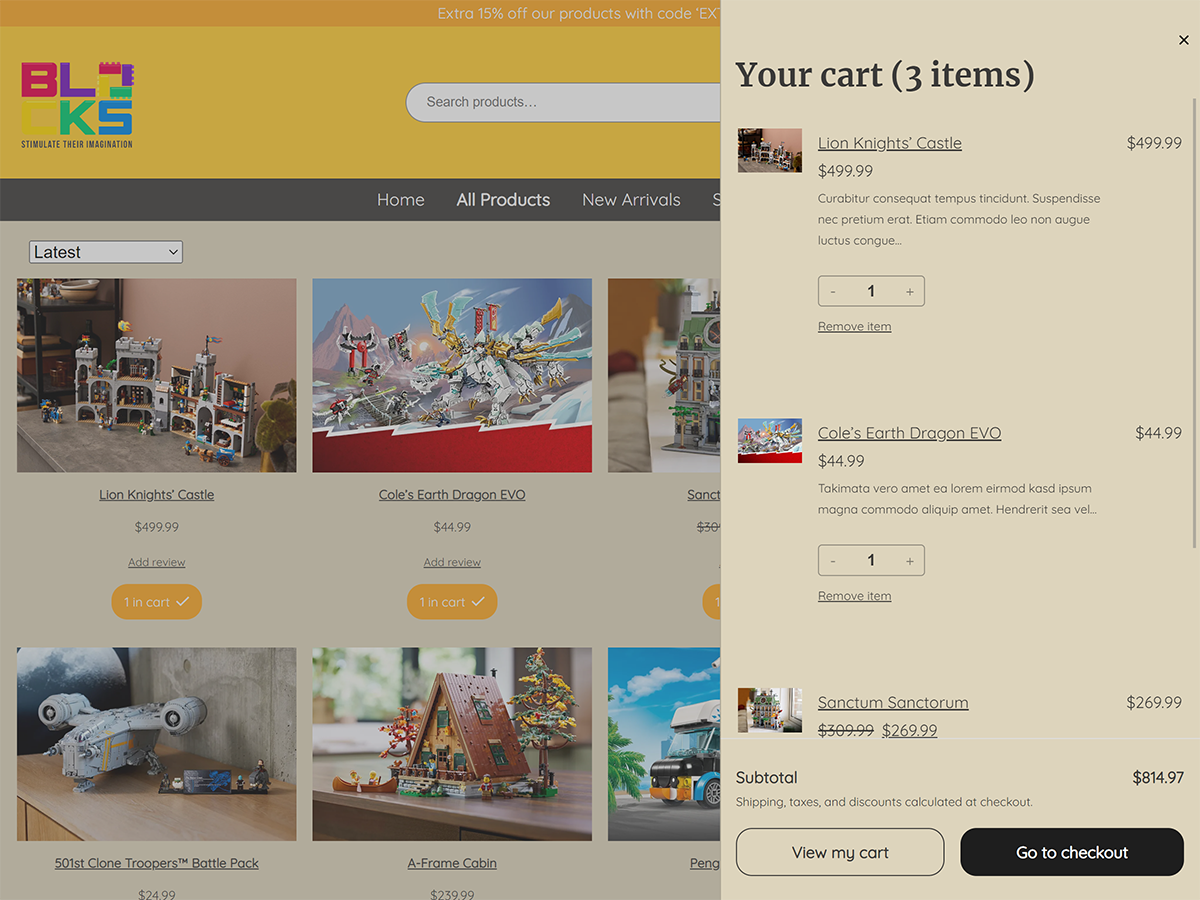 Extra 15% off our products with code 'EXT
BLOCKS
STIMULATE THEIR IMAGINATION
Search products...
Home All Products New Arrivals S
Latest
Lion Knights’ Castle
$499.99
Add review
1 in cart
Cole’s Earth Dragon EVO
$44.99
Add review
1 in cart
Sanct
$309
1
501st Clone Troopers™ Battle Pack
$24.99
A-Frame Cabin
$239.99
Peng
Your cart (3 items)
Lion Knights’ Castle $499.99
$499.99
Curabitur consequat tempus tincidunt. Suspendisse
nec pretium erat. Etiam commodo leo non augue
luctus congue...
- 1 +
Remove item
Cole’s Earth Dragon EVO $44.99
$44.99
Takimata vero amet ea lorem eirmod kasd ipsum
magna commodo aliquip amet. Hendrerit sea vel...
- 1 +
Remove item
Sanctum Sanctorum $269.99
$309.99 $269.99
Subtotal $814.97
Shipping, taxes, and discounts calculated at checkout.
View my cart Go to checkout